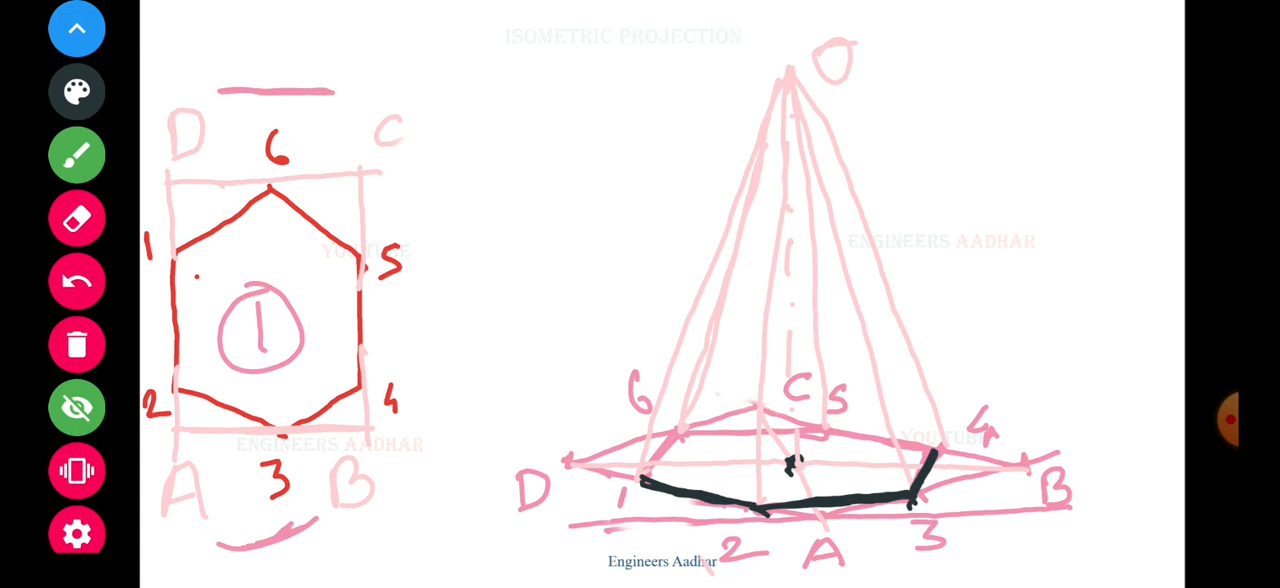 ISOMETRIC PROJECTION
O
D
6
C
1
YOUTUBE
5
ENGINEERS AADHAR
1
2
4
6
C
5
4
YOUTUBE
ENGINEERS AADHAR
A
3
B
D
1
B
2
A
3
Engineers Aadhar